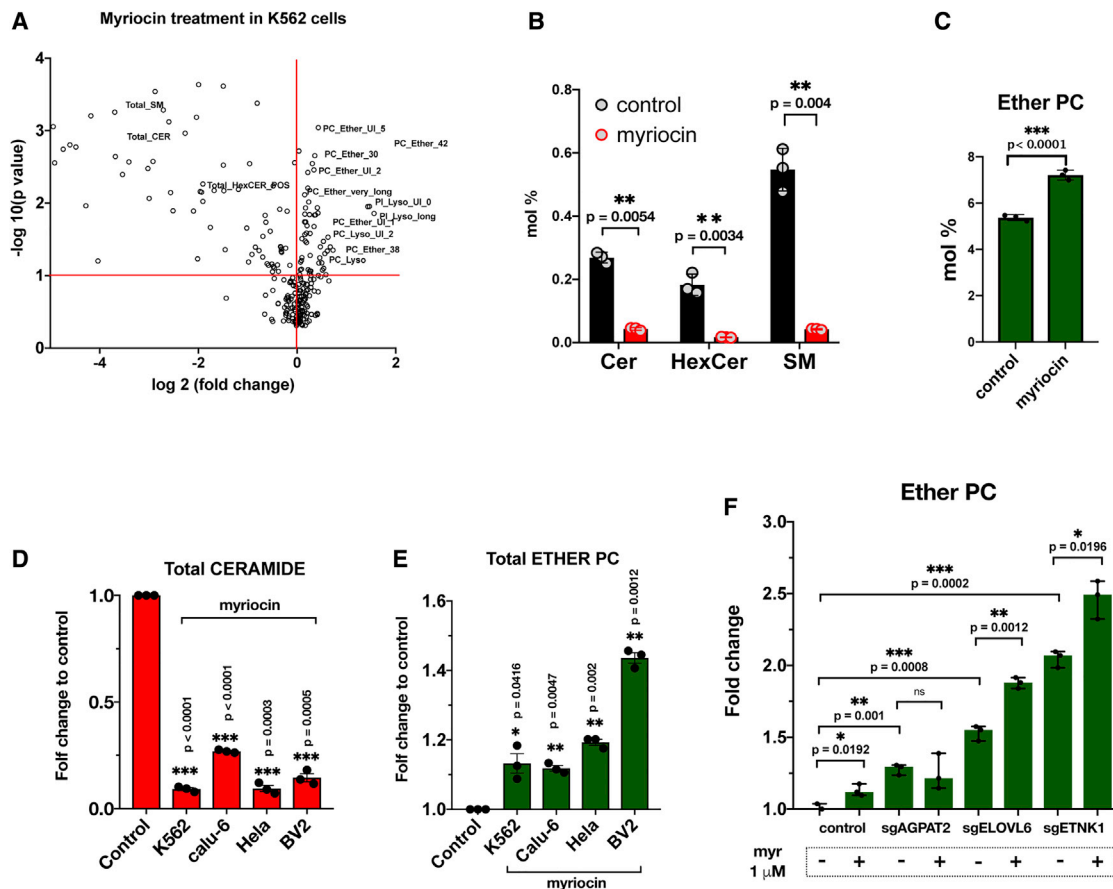 A
Myriocin treatment in K562 cells
-log 10(p value)
4
3
2
1
0
Total_SM
Total_CER
Total_HexCER_POS
PC_Ether_UI_5
PC_Ether_42
PC_Ether_30
PC_Ether_UI_2
PC_Ether_very_long
PI_Lyso_UI_0
PI_Lyso_long
PC_Ether_UI_1
PC_Lyso_UI_2
PC_Ether_38
PC_Lyso
-4
-2
0
2
log 2 (fold change)
B
mol %
0.8
0.6
0.4
0.2
0.0
control
myriocin
**
p = 0.0054
**
p = 0.0034
**
p = 0.004
Cer HexCer SM
C
Ether PC
***
p< 0.0001
mol %
8
6
4
2
0
control
myriocin
D
Total CERAMIDE
myriocin
Folf change to control
1.0
0.5
0.25
0.0
p < 0.0001
***
p < 0.0001
***
p = 0.0003
***
p = 0.0005
***
Control
K562
calu-6
Hela
BV2
E
Total ETHER PC
Folf change to control
1.6
1.4
1.2
1.0
p = 0.0416
*
p = 0.0047
**
p = 0.002
**
p = 0.0012
**
Control
K562
Calu-6
Hela
BV2
myriocin
F
Ether PC
Fold change
3.0
2.5
2.0
1.5
1.0
*
p = 0.0196
***
p = 0.0002
**
p = 0.0012
***
p = 0.0008
ns
**
p = 0.001
*
p = 0.0192
control sgAGPAT2 sgELOVL6 sgETNK1
myr
1 μM
- + - + - + - +